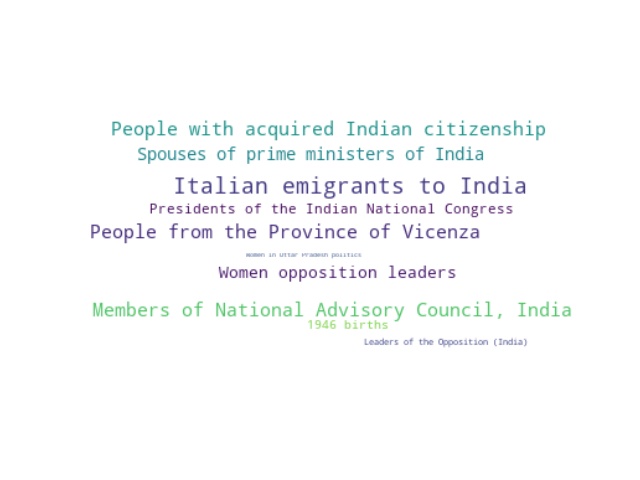 People with acquired Indian citizenship
Spouses of prime ministers of India
Italian emigrants to India
Presidents of the Indian National Congress
People from the Province of Vicenza
Women in Uttar Pradesh politics
Women opposition leaders
Members of National Advisory Council, India
1946 births
Leaders of the Opposition (India)